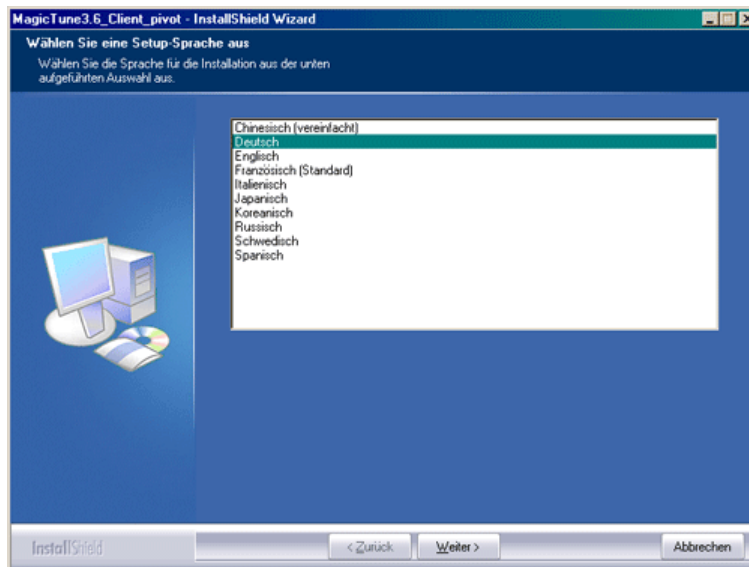 MagicTune3.6_Client_pivot - InstallShield Wizard
Wählen Sie eine Setup-Sprache aus
Wählen Sie die Sprache für die Installation aus der unten
aufgeführten Auswahl aus.
Chinesisch (vereinfacht)
Deutsch
Englisch
Französisch (Standard)
Italienisch
Japanisch
Koreanisch
Russisch
Schwedisch
Spanisch
InstallShield
< Zurück
Weiter >
Abbrechen